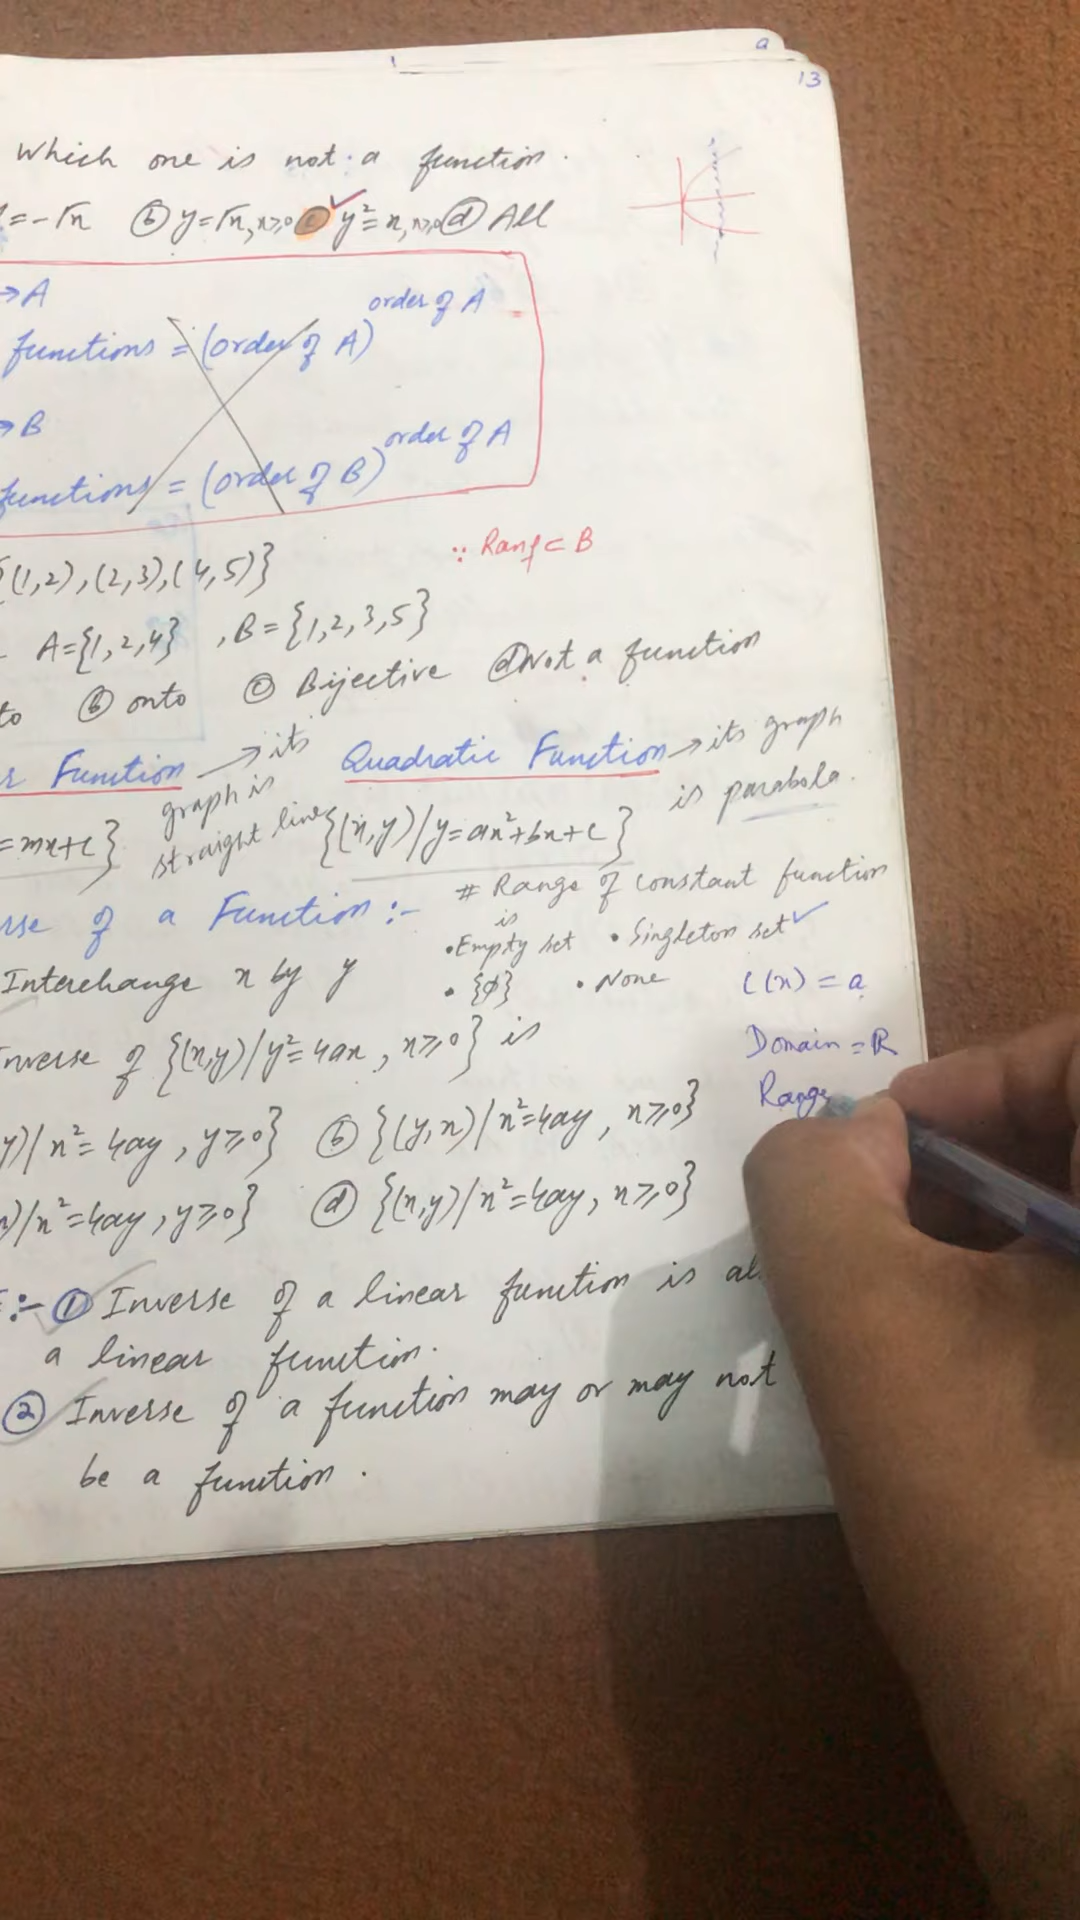 a
13
Which one is not a function.
= -√x ⓑ y=√x, x≥0 ⓒ y²=x, x≥0 ⓓ All
→A
functions = (order of A)^order of A
→B
functions = (order of B)^order of A
∵ Rang ⊂ B
{(1,2),(2,3),(4,5)}
A={1,2,4} , B={1,2,3,5}
to ⓑ onto ⓒ Bijective ⓓ Not a function
Function → its graph is straight line
Quadratic Function → its graph is parabola.
=mx+c} {(x,y)/y=ax²+bx+c}
# Range of constant function is
• Empty set • Singleton set ✓
• {ϕ} • None
rse of a Function :-
Interchange x by y
C(x) = a
Domain = R
Range
nverse of {(x,y)/y²=4ax, x≥0} is
y)/x²=4ay, y≥0} ⓑ {(y,x)/x²=4ay, x≥0}
x)/x²=4ay, y≥0} ⓓ {(x,y)/x²=4ay, x≥0}
:- ① Inverse of a linear function is al
a linear function.
② Inverse of a function may or may not
be a function.